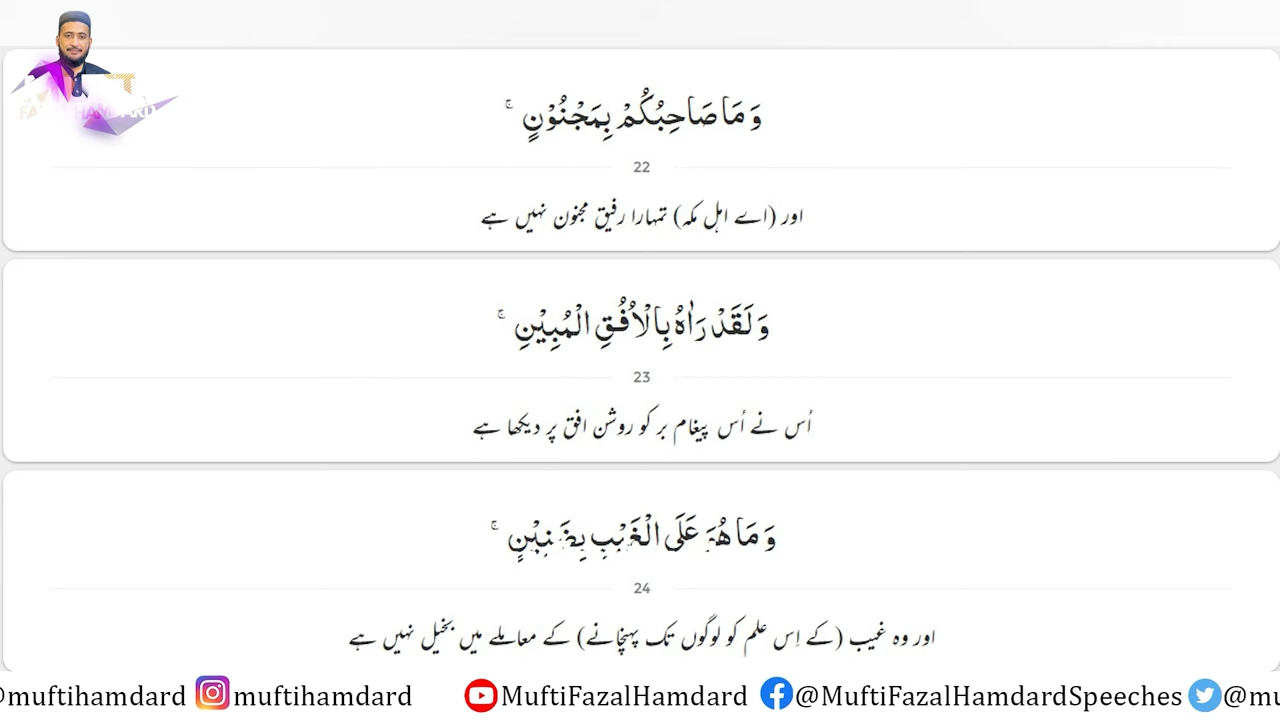 وَ مَا صَاحِبُكُمْ بِمَجْنُوْنٍ ۚ
22
اور (اے اہل مکہ) تمہارا رفیق مجنون نہیں ہے
وَ لَقَدْ رَاٰهُ بِالْاُفُقِ الْمُبِیْنِ ۚ
23
اُس نے اُس پیغام بر کو روشن افق پر دیکھا ہے
وَ مَا هُوَ عَلَى الْغَیْبِ بِضَنِیْنٍ ۚ
24
اور وہ غیب (کے اِس علم کو لوگوں تک پہنچانے) کے معاملے میں بخیل نہیں ہے
@muftihamdard muftihamdard MuftiFazalHamdard @MuftiFazalHamdardSpeeches @mu